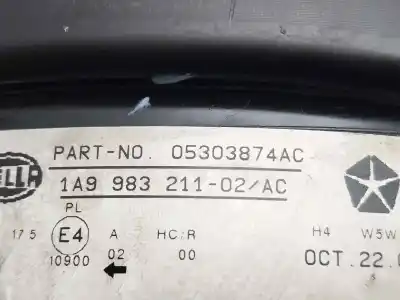 PART-NO. 05303874AC
1A9 983 211-02/AC
PL
17.5 E4 A HC/R H4 W5W
10900 02 00 OCT.22.